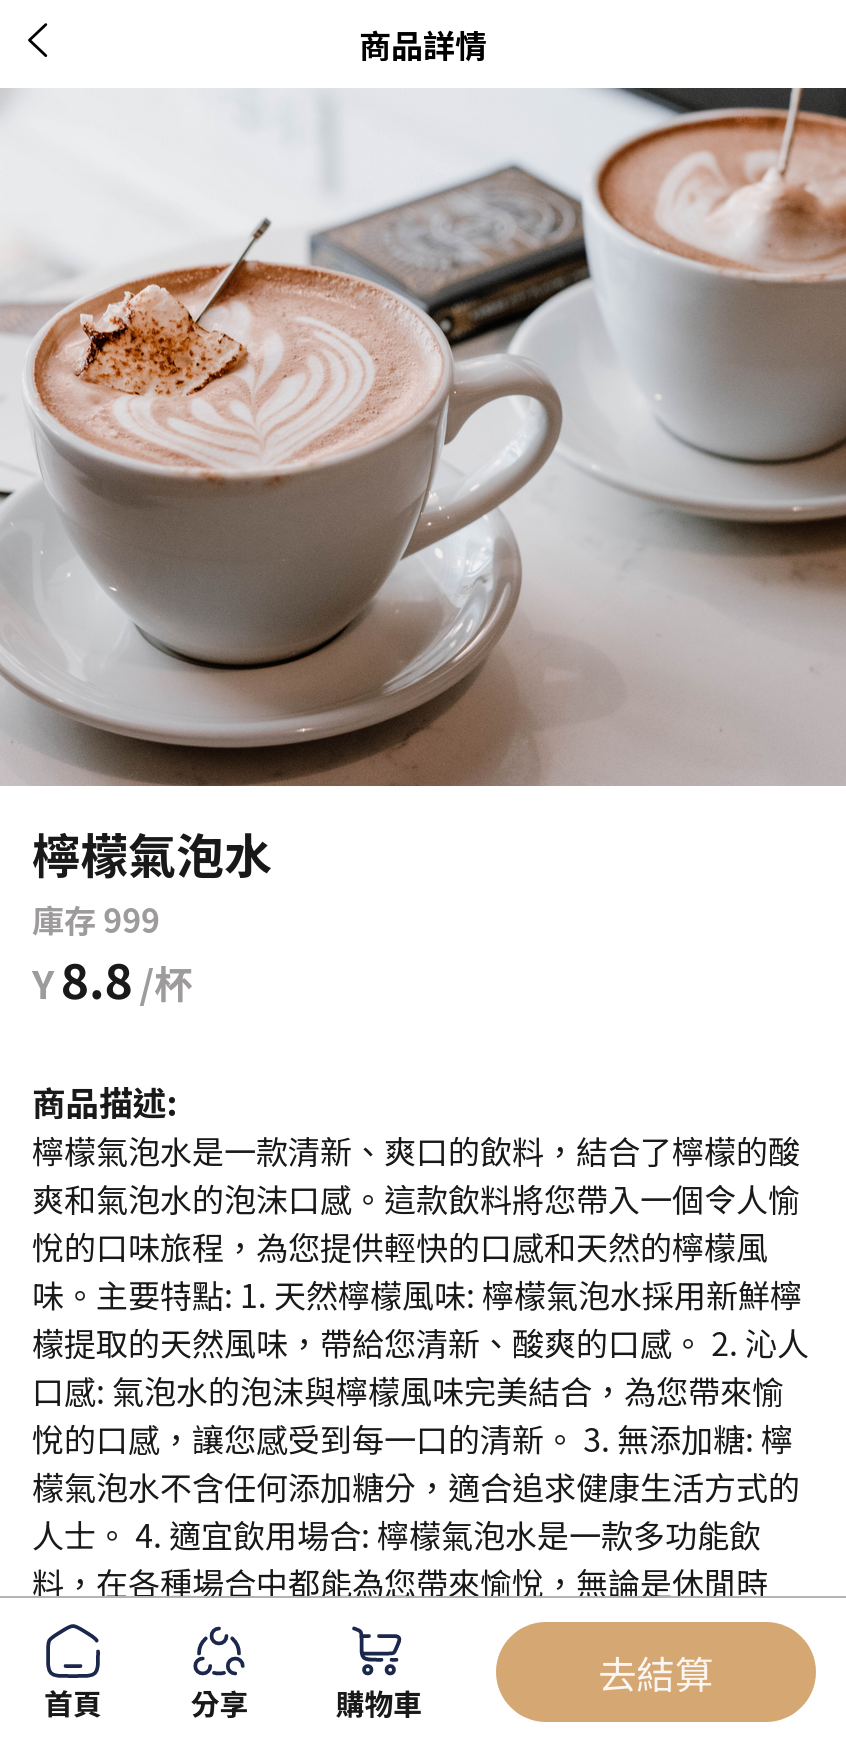 商品詳情
檸檬氣泡水
庫存 999
Y 8.8 /杯
商品描述:
檸檬氣泡水是一款清新、爽口的飲料，結合了檸檬的酸
爽和氣泡水的泡沫口感。這款飲料將您帶入一個令人愉
悅的口味旅程，為您提供輕快的口感和天然的檸檬風
味。主要特點: 1. 天然檸檬風味: 檸檬氣泡水採用新鮮檸
檬提取的天然風味，帶給您清新、酸爽的口感。 2. 沁人
口感: 氣泡水的泡沫與檸檬風味完美結合，為您帶來愉
悅的口感，讓您感受到每一口的清新。 3. 無添加糖: 檸
檬氣泡水不含任何添加糖分，適合追求健康生活方式的
人士。 4. 適宜飲用場合: 檸檬氣泡水是一款多功能飲
料，在各種場合中都能為您帶來愉悅，無論是休閒時
首頁
分享
購物車
去結算